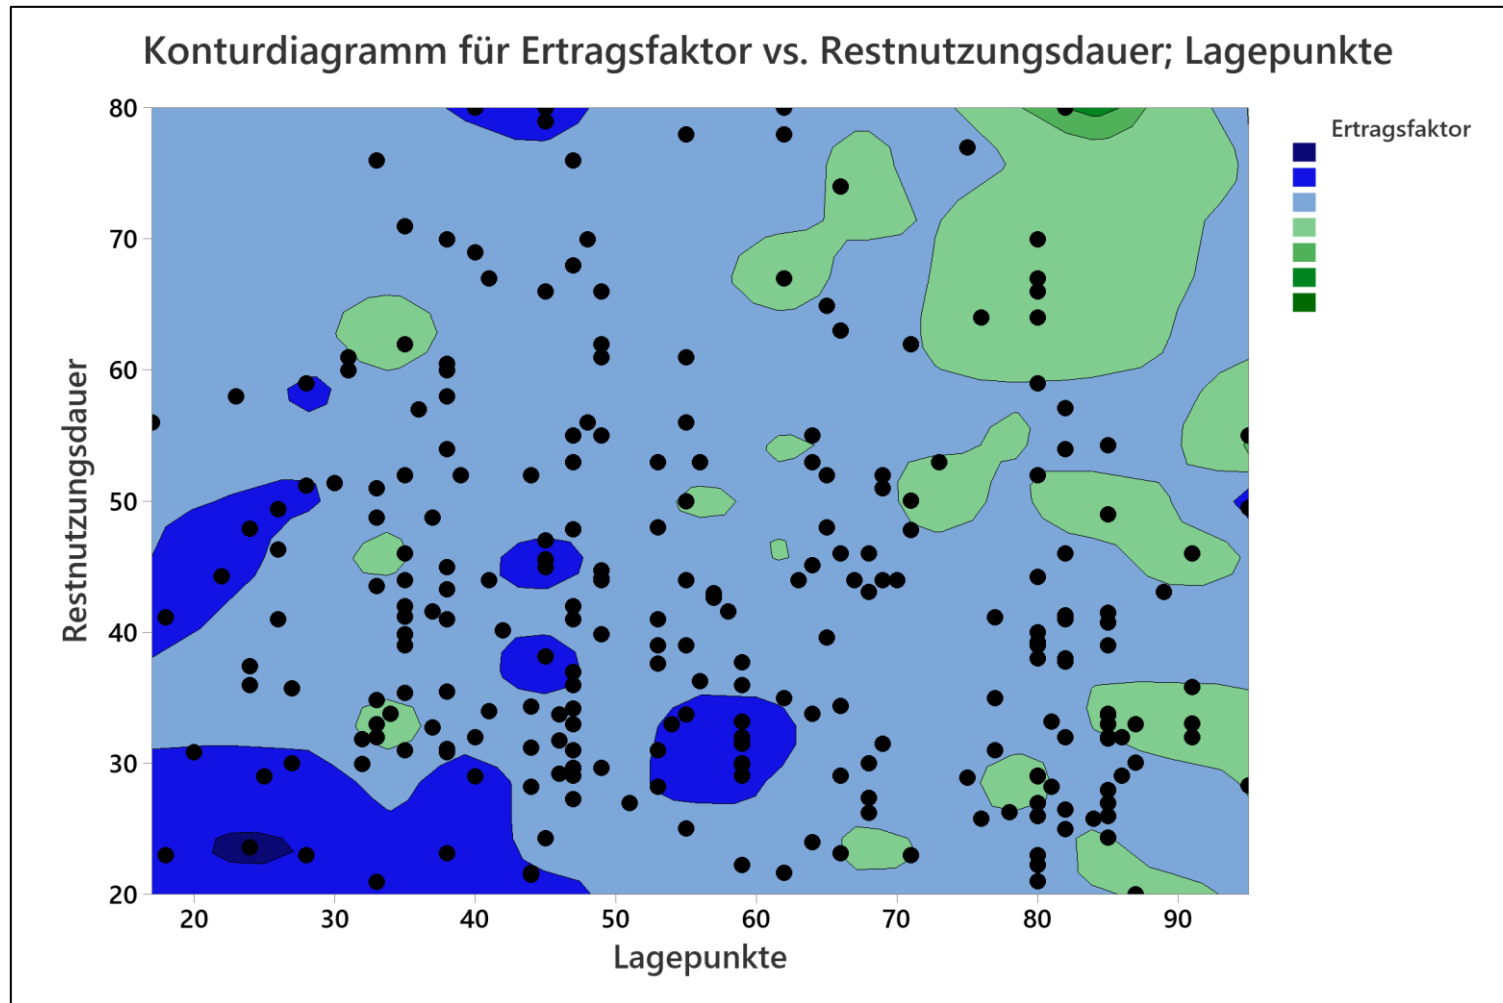 Konturdiagramm für Ertragsfaktor vs. Restnutzungsdauer; Lagepunkte
Ertragsfaktor
80
70
60
50
40
30
20
Restnutzungsdauer
20 30 40 50 60 70 80 90
Lagepunkte